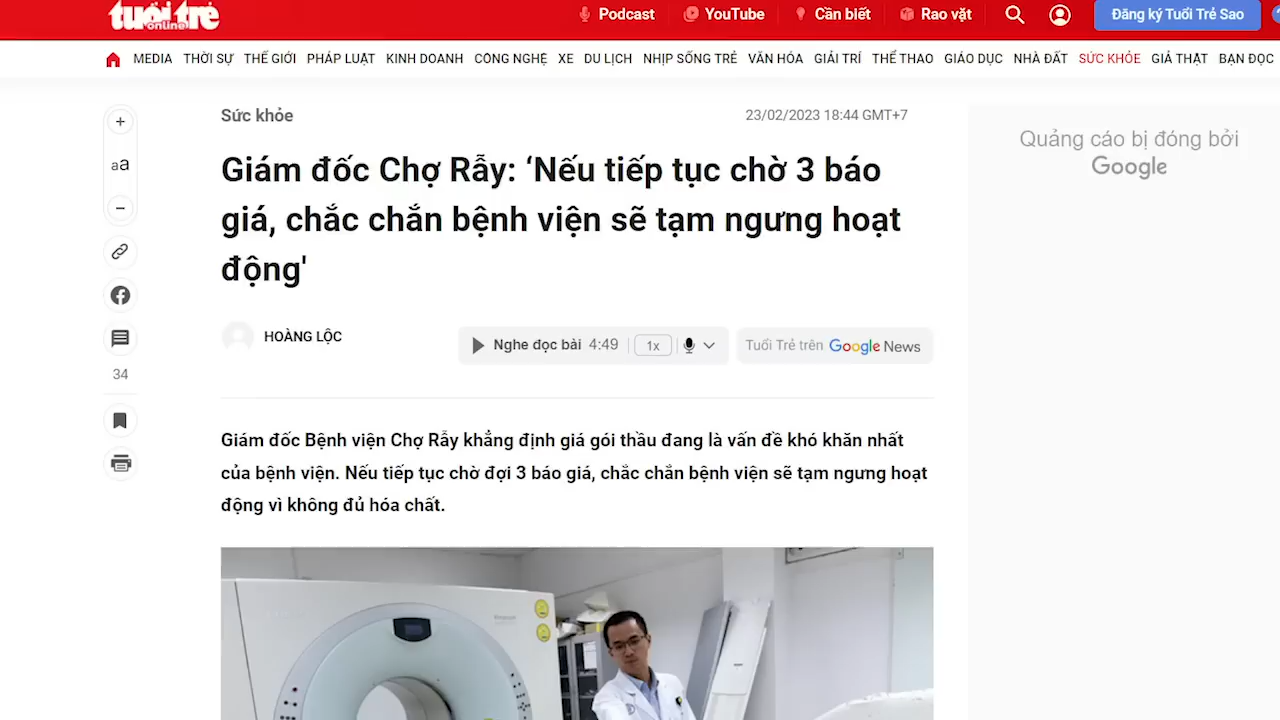 tuổi trẻ online
Podcast YouTube Cần biết Rao vặt Đăng ký Tuổi Trẻ Sao
MEDIA THỜI SỰ THẾ GIỚI PHÁP LUẬT KINH DOANH CÔNG NGHỆ XE DU LỊCH NHỊP SỐNG TRẺ VĂN HÓA GIẢI TRÍ THỂ THAO GIÁO DỤC NHÀ ĐẤT SỨC KHỎE GIẢ THẬT BẠN ĐỌC
Sức khỏe 23/02/2023 18:44 GMT+7
Quảng cáo bị đóng bởi
Google
+
aa
−
34
Giám đốc Chợ Rẫy: ‘Nếu tiếp tục chờ 3 báo
giá, chắc chắn bệnh viện sẽ tạm ngưng hoạt
động'
HOÀNG LỘC Nghe đọc bài 4:49 1x Tuổi Trẻ trên Google News
Giám đốc Bệnh viện Chợ Rẫy khẳng định giá gói thầu đang là vấn đề khó khăn nhất
của bệnh viện. Nếu tiếp tục chờ đợi 3 báo giá, chắc chắn bệnh viện sẽ tạm ngưng hoạt
động vì không đủ hóa chất.